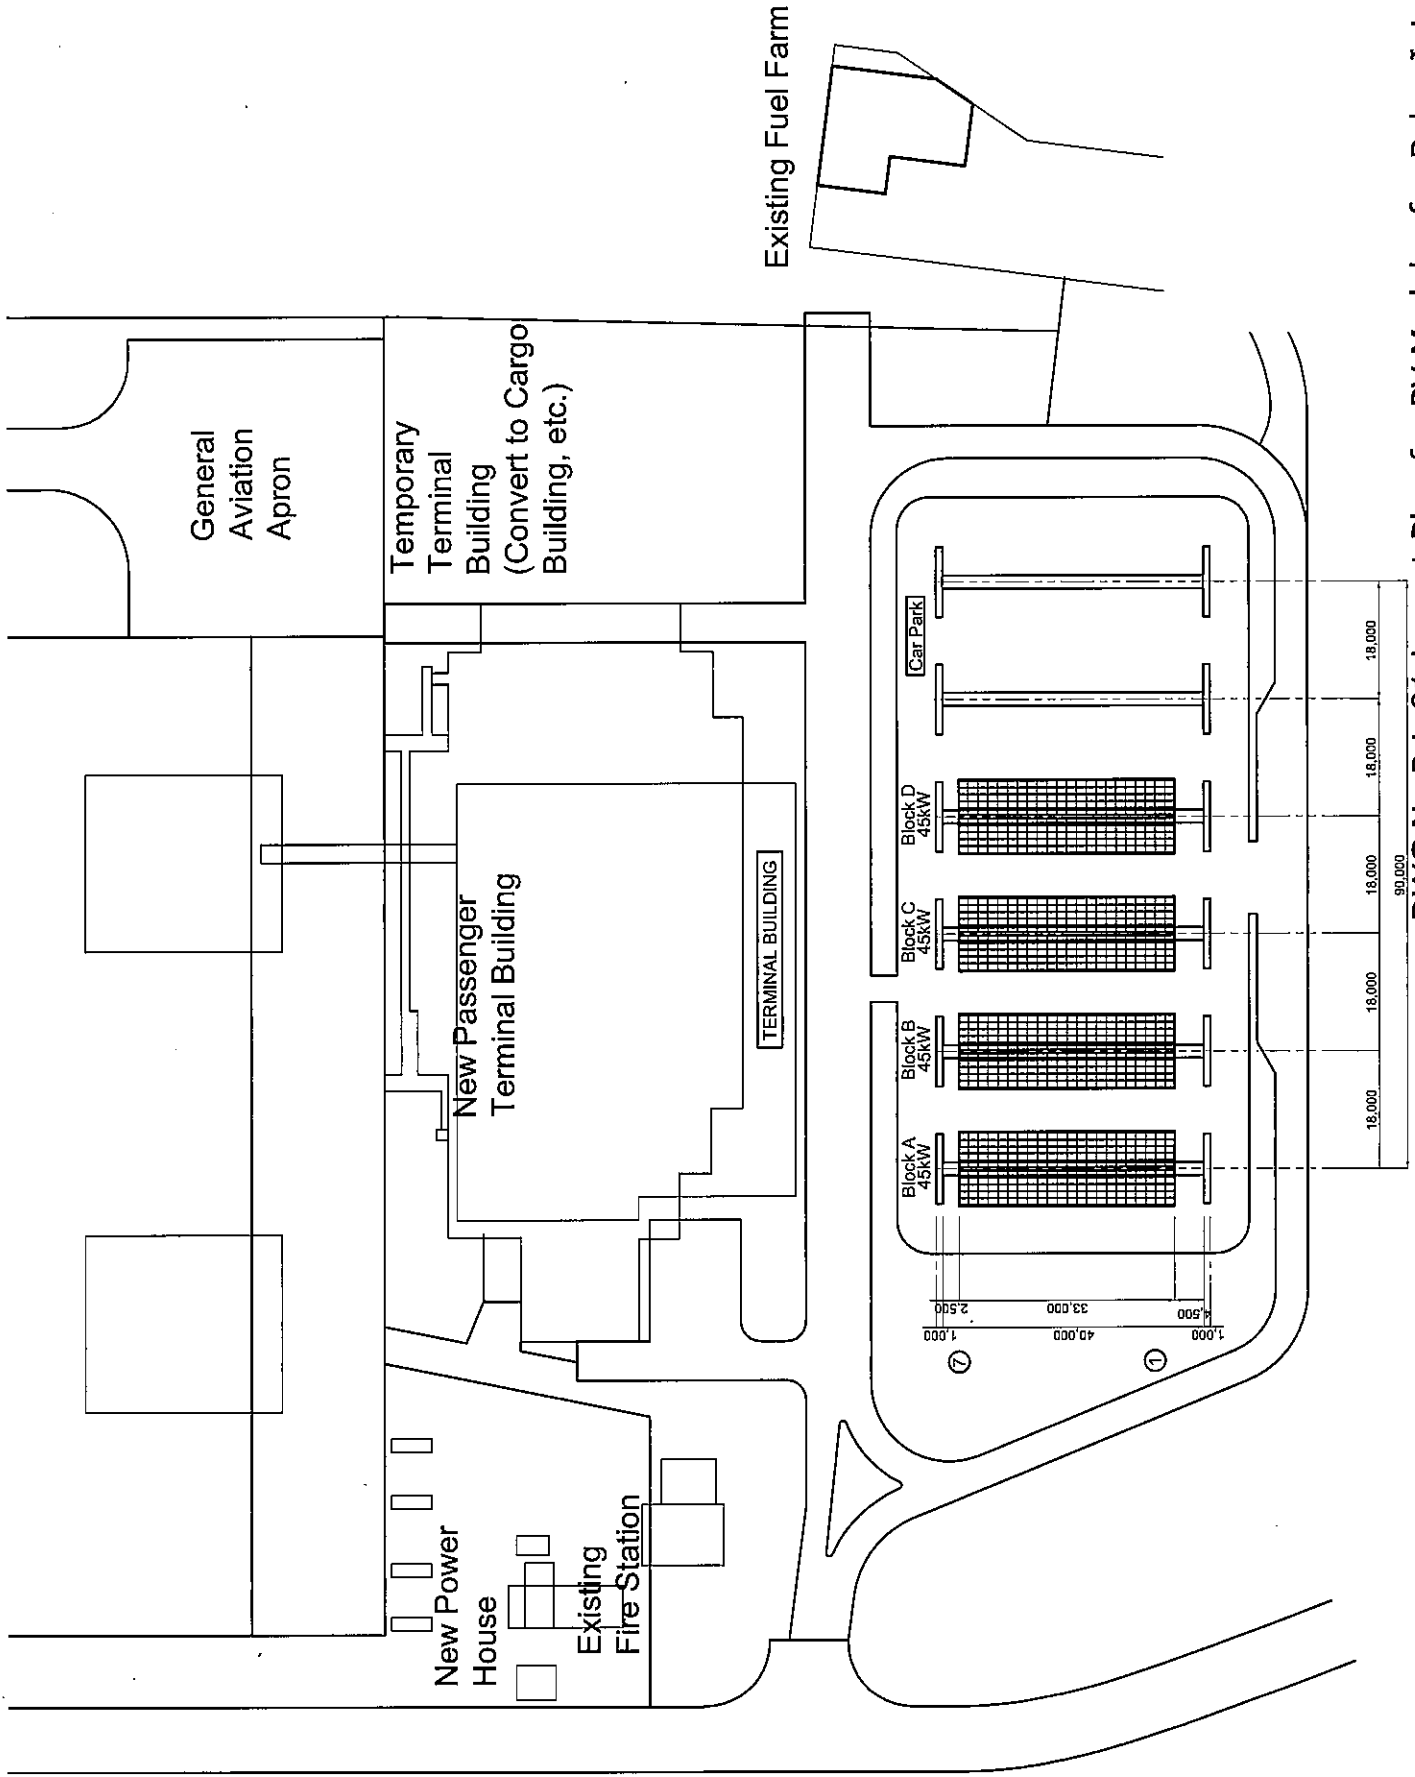 Existing Fuel Farm
General
Aviation
Apron
Temporary
Terminal
Building
(Convert to Cargo
Building, etc.)
New Passenger
Terminal Building
TERMINAL BUILDING
Car Park
Block A
45kW
Block B
45kW
Block C
45kW
Block D
45kW
New Power
House
Existing
Fire Station
1,000
2,500
33,000
4,500
40,000
1,000
7
1
18,000
18,000
18,000
18,000
18,000
90,000